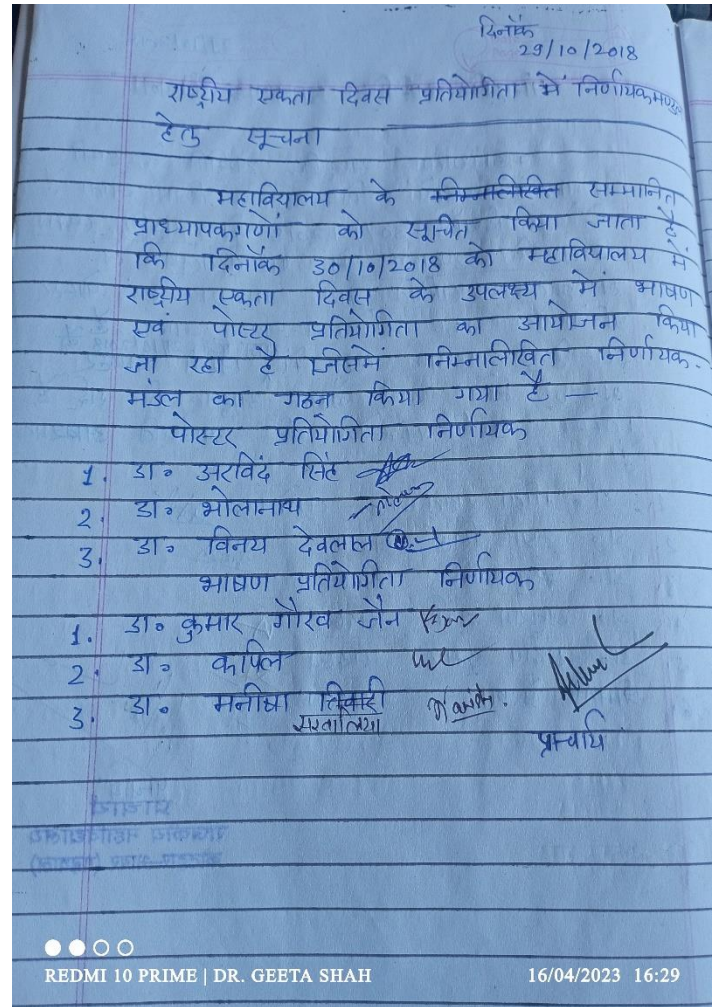 दिनाँक
29/10/2018
राष्ट्रीय एकता दिवस प्रतियोगिता में निर्णायकमण्डल
हेतु सूचना
महाविद्यालय के निम्नलिखित सम्मानित
प्राध्यापकगणों को सूचित किया जाता है
कि दिनाँक 30/10/2018 को महाविद्यालय में
राष्ट्रीय एकता दिवस के उपलक्ष्य में भाषण
एवं पोस्टर प्रतियोगिता का आयोजन किया
जा रहा है जिसमें निम्नलिखित निर्णायक-
मंडल का गठन किया गया है —
पोस्टर प्रतियोगिता निर्णायक
1. डा० अरविंद सिंह
2. डा० भोलानाथ
3. डा० विनय देवलाल
भाषण प्रतियोगिता निर्णायक
1. डा० कुमार गौरव जैन
2. डा० कपिल
3. डा० मनीषा तिवारी
प्राचार्य
REDMI 10 PRIME | DR. GEETA SHAH
16/04/2023 16:29